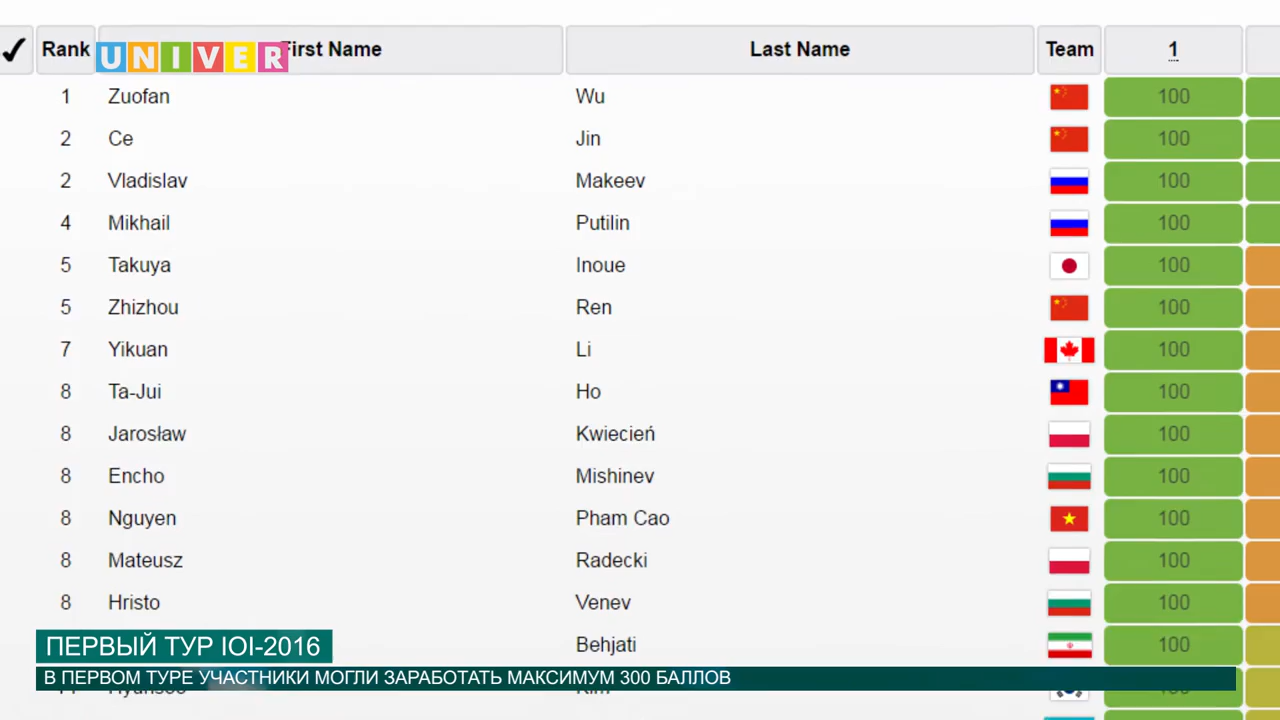 ✓ Rank First Name Last Name Team 1
UNIVER
1 Zuofan Wu 100
2 Ce Jin 100
2 Vladislav Makeev 100
4 Mikhail Putilin 100
5 Takuya Inoue 100
5 Zhizhou Ren 100
7 Yikuan Li 100
8 Ta-Jui Ho 100
8 Jarosław Kwiecień 100
8 Encho Mishinev 100
8 Nguyen Pham Cao 100
8 Mateusz Radecki 100
8 Hristo Venev 100
Behjati 100
ПЕРВЫЙ ТУР IOI-2016
В ПЕРВОМ ТУРЕ УЧАСТНИКИ МОГЛИ ЗАРАБОТАТЬ МАКСИМУМ 300 БАЛЛОВ